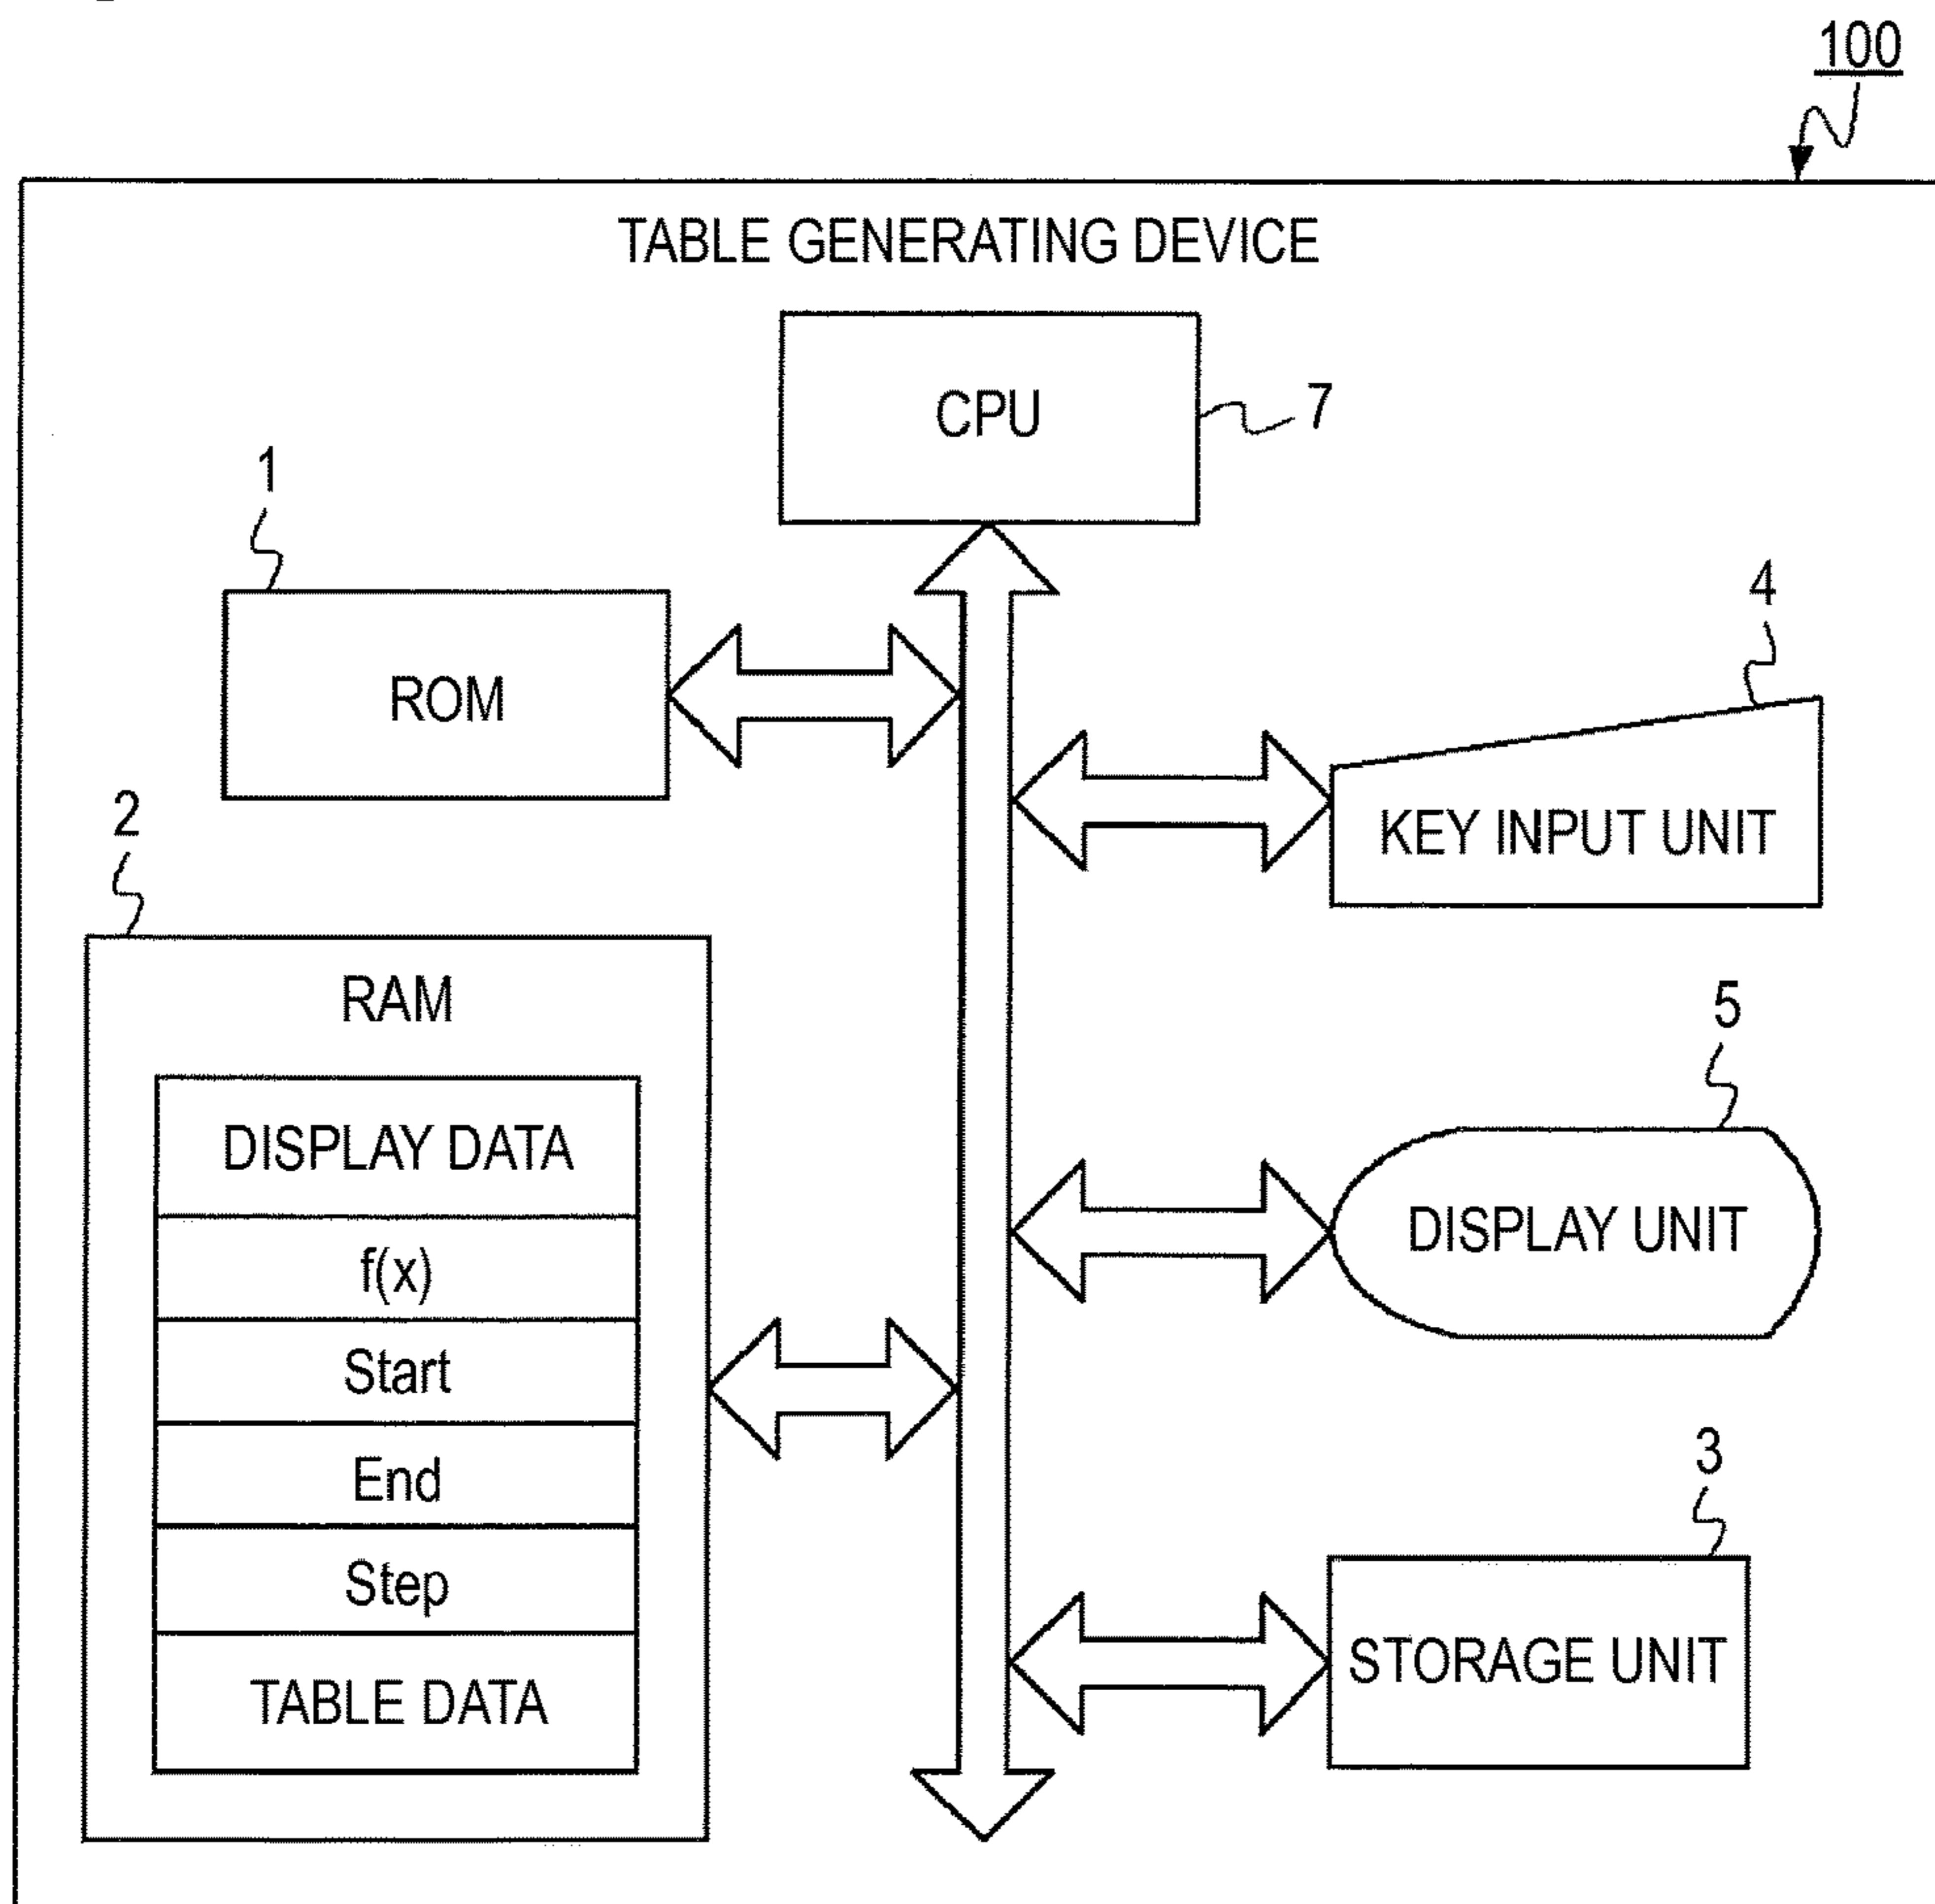 100
TABLE GENERATING DEVICE
CPU
7
1
ROM
4
KEY INPUT UNIT
2
RAM
DISPLAY DATA
f(x)
Start
End
Step
TABLE DATA
5
DISPLAY UNIT
3
STORAGE UNIT